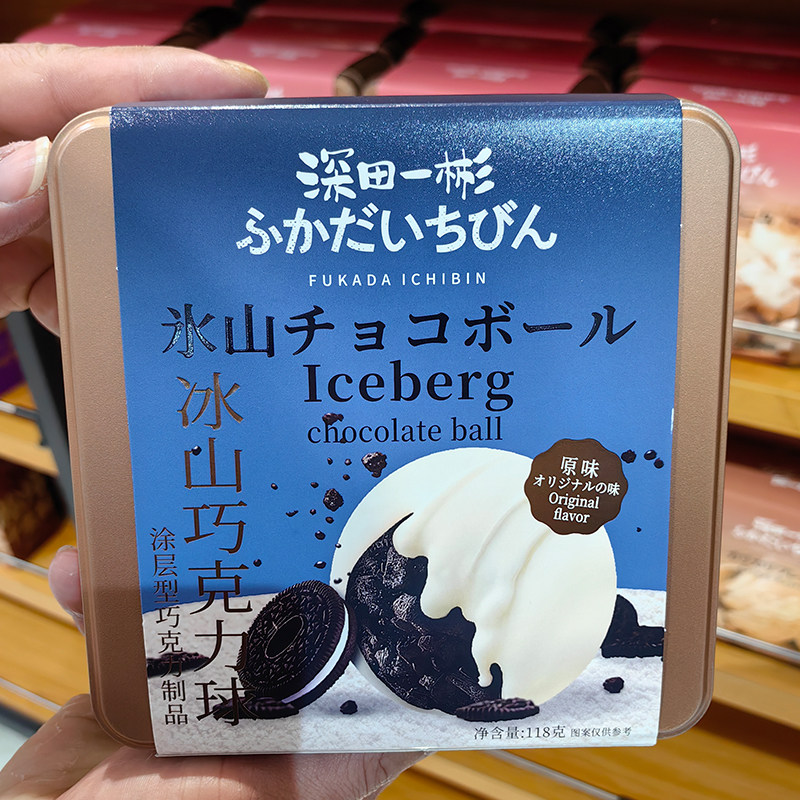 深田一彬
ふかだいちびん
FUKADA ICHIBIN
氷山チョコボール
Iceberg
chocolate ball
冰山巧克力球
涂层型巧克力制品
原味
オリジナルの味
Original
flavor
净含量:118克 图案仅供参考